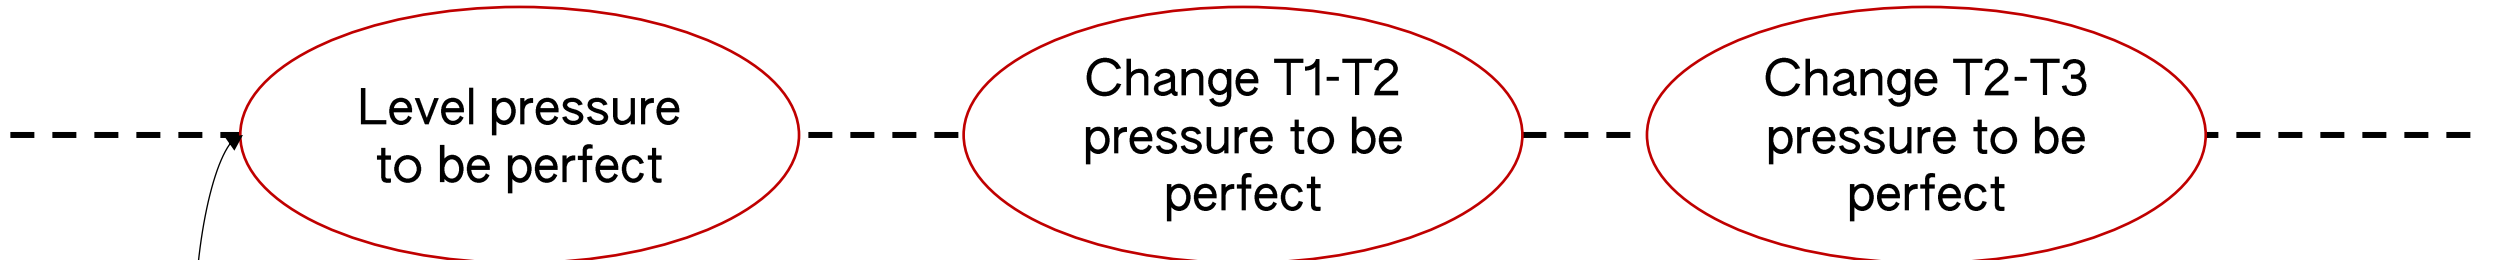 Level pressure
to be perfect
Change T1-T2
pressure to be
perfect
Change T2-T3
pressure to be
perfect